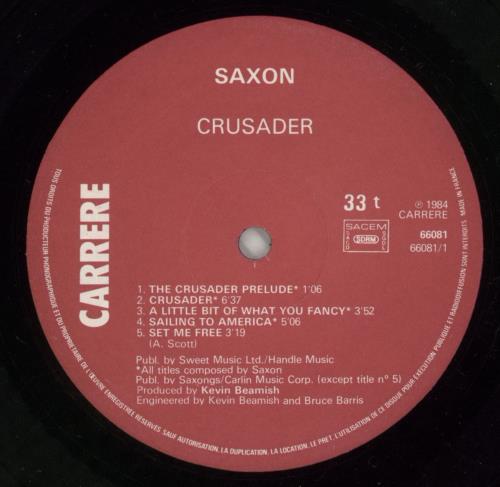 SAXON
CRUSADER
CARRERE
33 t
SACEM
SDRM
SACD
SGDL
℗ 1984
CARRERE
66081
66081/1
1. THE CRUSADER PRELUDE* 1'06
2. CRUSADER* 6'37
3. A LITTLE BIT OF WHAT YOU FANCY* 3'52
4. SAILING TO AMERICA* 5'06
5. SET ME FREE 3'19
(A. Scott)
Publ. by Sweet Music Ltd./Handle Music
*All titles composed by Saxon
Publ. by Saxongs/Carlin Music Corp. (except title nº 5)
Produced by Kevin Beamish
Engineered by Kevin Beamish and Bruce Barris
TOUS DROITS DU PRODUCTEUR PHONOGRAPHIQUE ET DU PROPRIETAIRE DE L'ŒUVRE ENREGISTREE RESERVES. SAUF AUTORISATION, LA DUPLICATION, LA LOCATION, LE PRET, L'UTILISATION DE CE DISQUE POUR EXECUTION PUBLIQUE ET RADIODIFFUSION SONT INTERDITS. MADE IN FRANCE